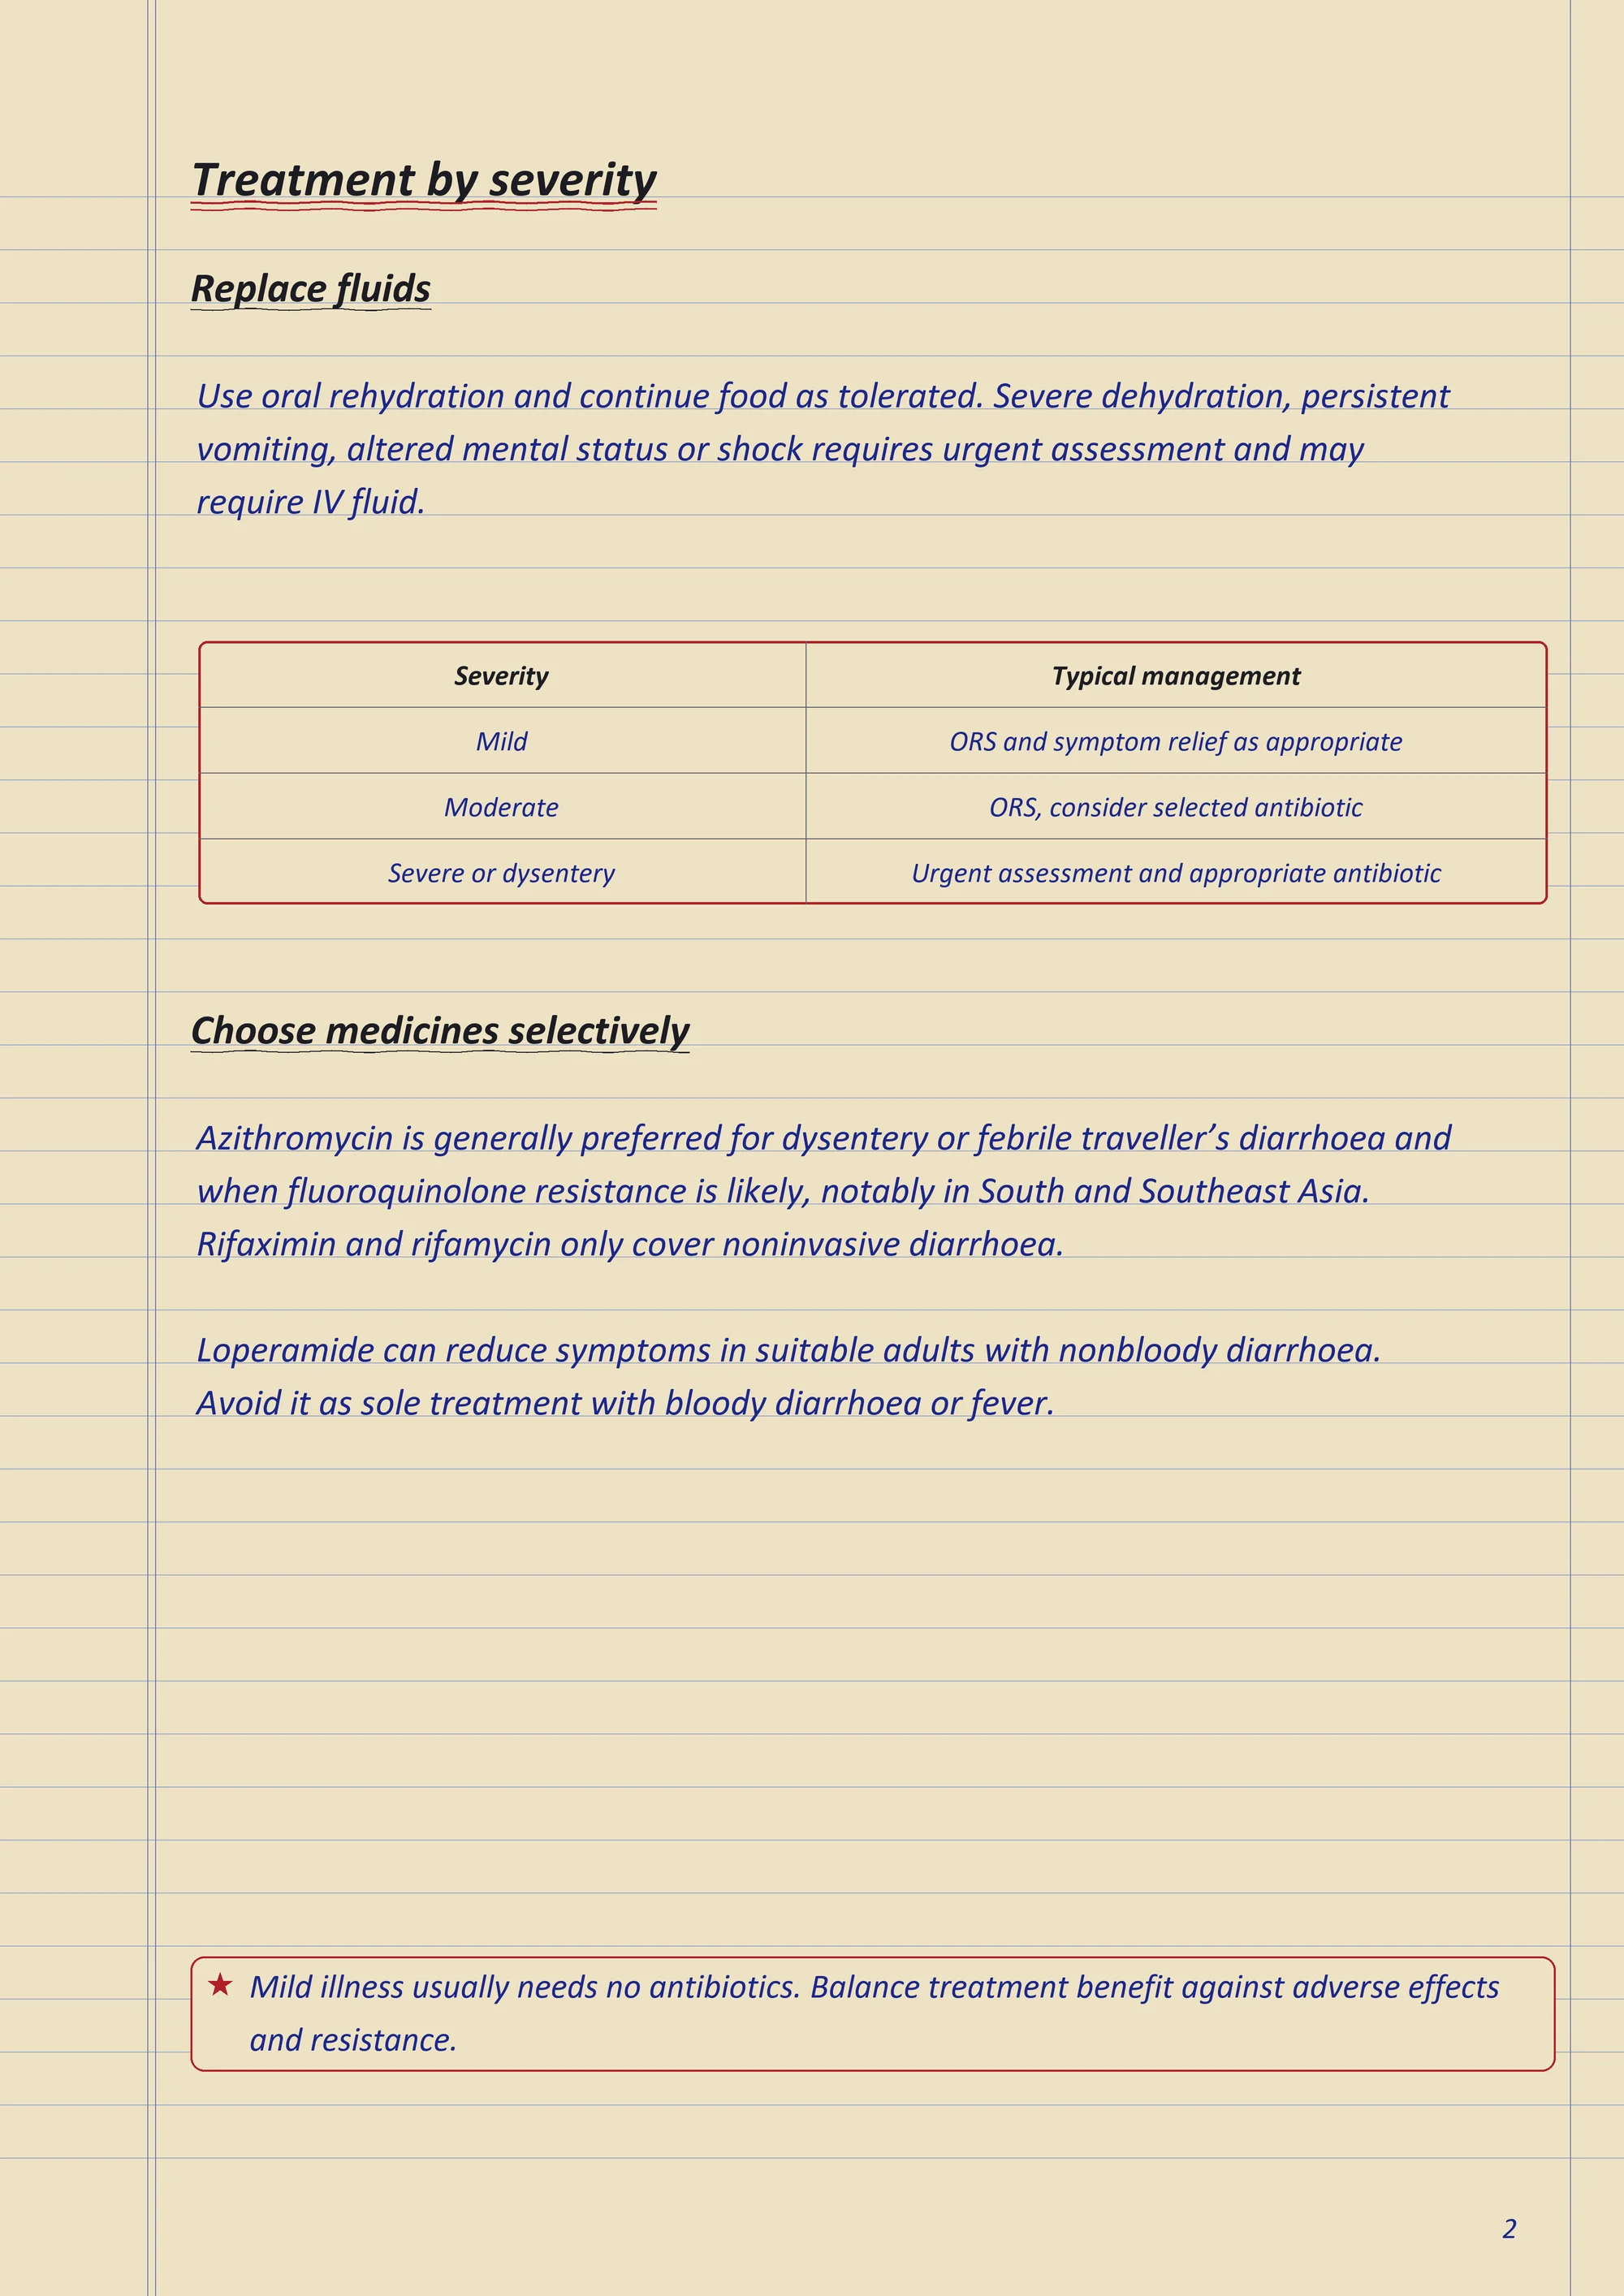 Treatment by severity
Replace fluids
Use oral rehydration and continue food as tolerated. Severe dehydration, persistent
vomiting, altered mental status or shock requires urgent assessment and may
require IV fluid.
Severity Typical management
Mild ORS and symptom relief as appropriate
Moderate ORS, consider selected antibiotic
Severe or dysentery Urgent assessment and appropriate antibiotic
Choose medicines selectively
Azithromycin is generally preferred for dysentery or febrile traveller’s diarrhoea and
when fluoroquinolone resistance is likely, notably in South and Southeast Asia.
Rifaximin and rifamycin only cover noninvasive diarrhoea.
Loperamide can reduce symptoms in suitable adults with nonbloody diarrhoea.
Avoid it as sole treatment with bloody diarrhoea or fever.
★ Mild illness usually needs no antibiotics. Balance treatment benefit against adverse effects
and resistance.
2